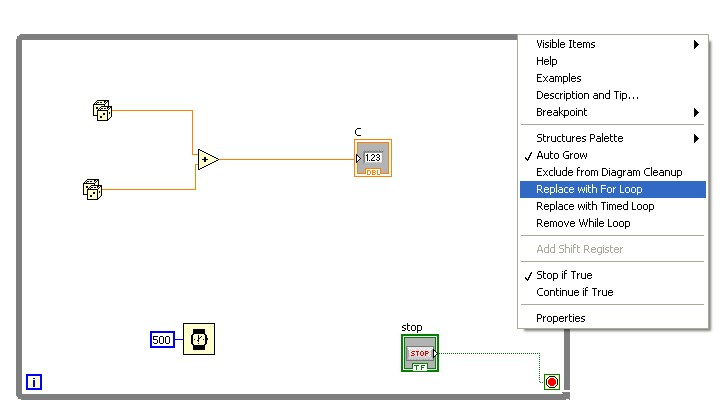 Visible Items
Help
Examples
Description and Tip...
Breakpoint
Structures Palette
Auto Grow
Exclude from Diagram Cleanup
Replace with For Loop
Replace with Timed Loop
Remove While Loop
Add Shift Register
Stop if True
Continue if True
Properties
C
1.23
DBL
+
500
stop
STOP
TF
i